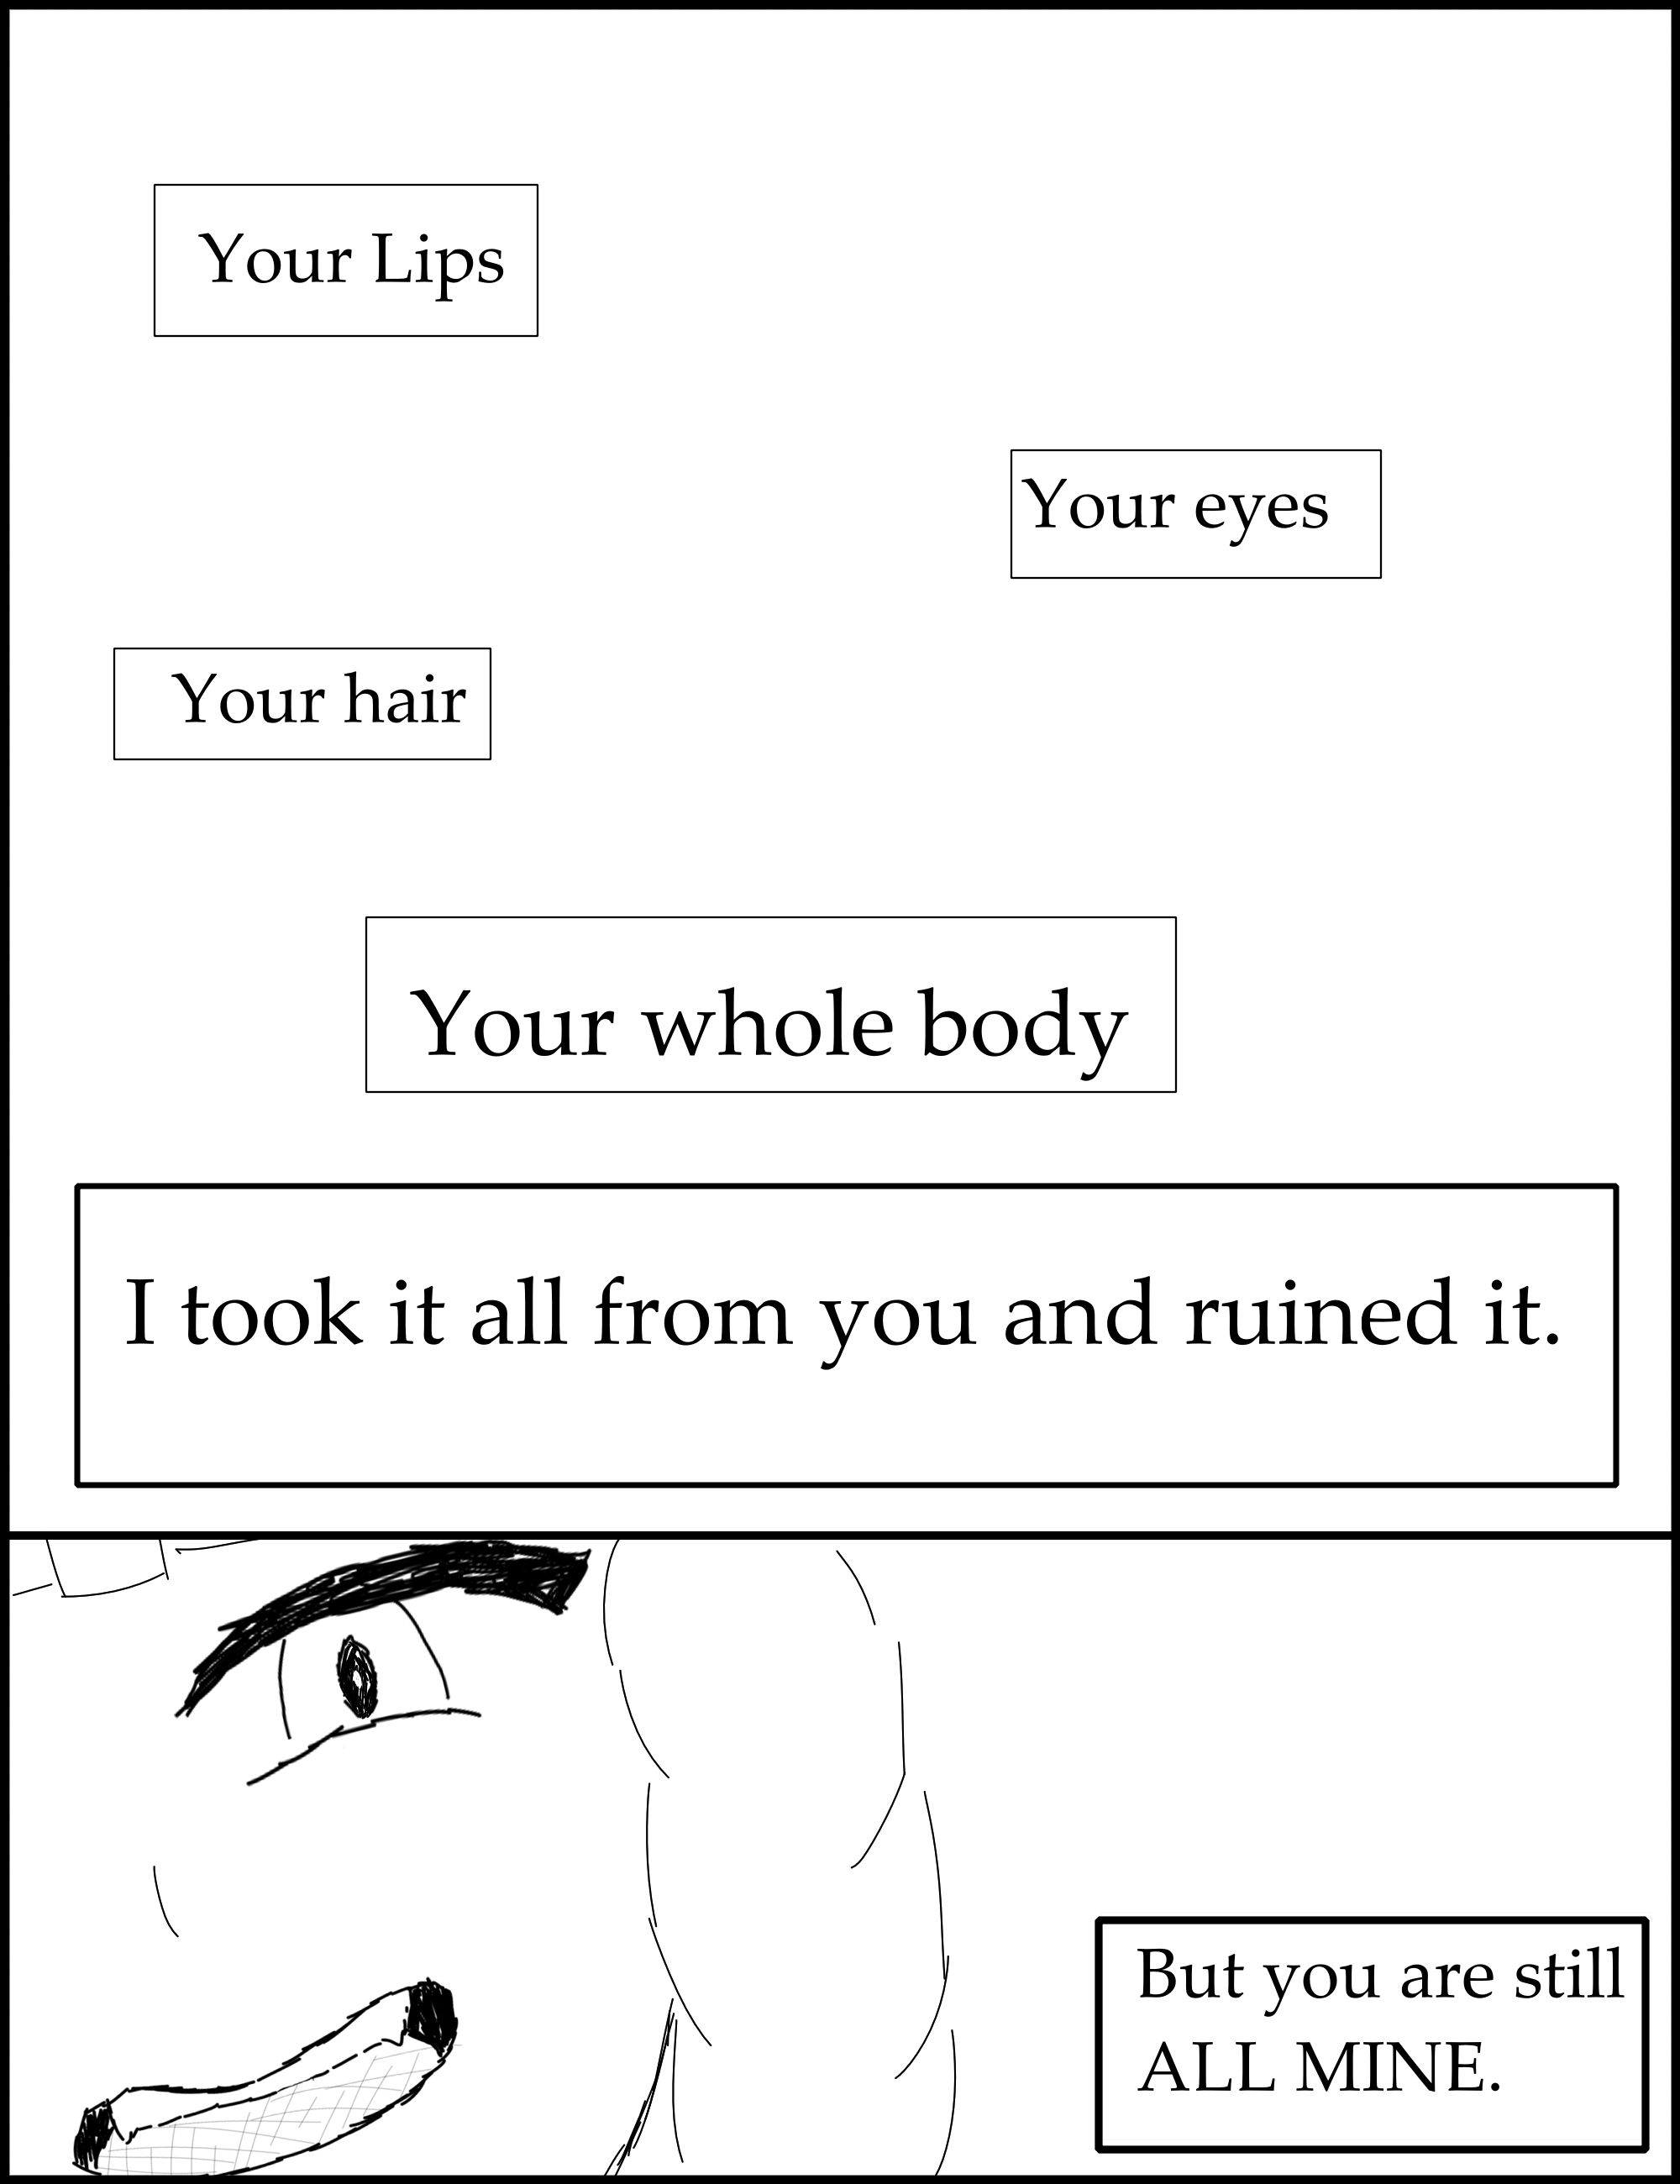 Your Lips
Your eyes
Your hair
Your whole body
I took it all from you and ruined it.
But you are still
ALL MINE.